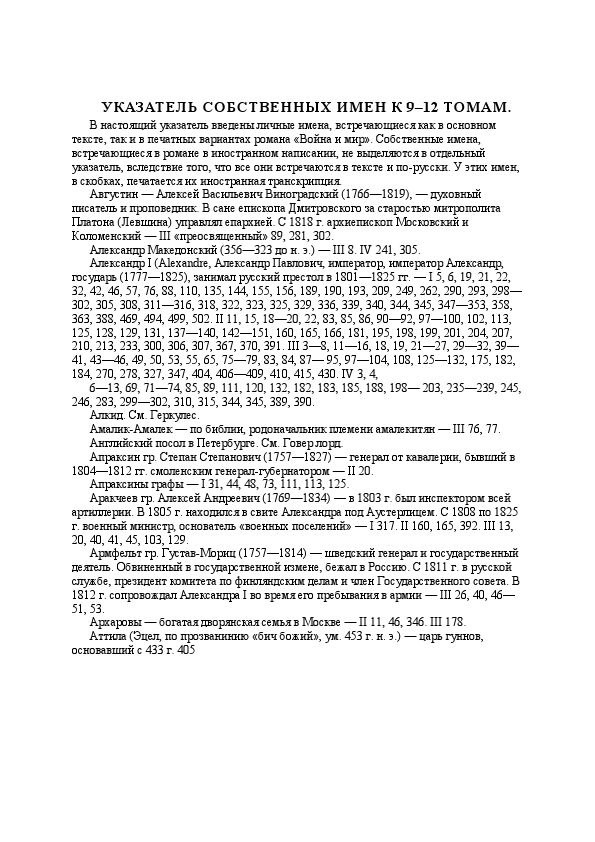 УКАЗАТЕЛЬ СОБСТВЕННЫХ ИМЕН К 9–12 ТОМАМ.
В настоящий указатель введены личные имена, встречающиеся как в основном
тексте, так и в печатных вариантах романа «Война и мир». Собственные имена,
встречающиеся в романе в иностранном написании, не выделяются в отдельный
указатель, вследствие того, что все они встречаются в тексте и по-русски. У этих имен,
в скобках, печатается их иностранная транскрипция.
Августин — Алексей Васильевич Виноградский (1766—1819), — духовный
писатель и проповедник. В сане епископа Дмитровского за старостью митрополита
Платона (Левшина) управлял епархией. С 1818 г. архиепископ Московский и
Коломенский — III «преосвященный» 89, 281, 302.
Александр Македонский (356—323 до н. э.) — III 8. IV 241, 305.
Александр I (Alexandre, Александр Павлович, император, император Александр,
государь (1777—1825), занимал русский престол в 1801—1825 гг. — I 5, 6, 19, 21, 22,
32, 42, 46, 57, 76, 88, 110, 135, 144, 155, 156, 189, 190, 193, 209, 249, 262, 290, 293, 298—
302, 305, 308, 311—316, 318, 322, 323, 325, 329, 336, 339, 340, 344, 345, 347—353, 358,
363, 388, 469, 494, 499, 502. II 11, 15, 18—20, 22, 83, 85, 86, 90—92, 97—100, 102, 113,
125, 128, 129, 131, 137—140, 142—151, 160, 165, 166, 181, 195, 198, 199, 201, 204, 207,
210, 213, 233, 300, 306, 307, 367, 370, 391. III 3—8, 11—16, 18, 19, 21—27, 29—32, 39—
41, 43—46, 49, 50, 53, 55, 65, 75—79, 83, 84, 87— 95, 97—104, 108, 125—132, 175, 182,
184, 270, 278, 327, 347, 404, 406—409, 410, 415, 430. IV 3, 4,
6—13, 69, 71—74, 85, 89, 111, 120, 132, 182, 183, 185, 188, 198— 203, 235—239, 245,
246, 283, 299—302, 310, 315, 344, 345, 389, 390.
Алкид. См. Геркулес.
Амалик-Амалек — по библии, родоначальник племени амалекитян — III 76, 77.
Английский посол в Петербурге. См. Говер лорд.
Апраксин гр. Степан Степанович (1757—1827) — генерал от кавалерии, бывший в
1804—1812 гг. смоленским генерал-губернатором — II 20.
Апраксины графы — I 31, 44, 48, 73, 111, 113, 125.
Аракчеев гр. Алексей Андреевич (1769—1834) — в 1803 г. был инспектором всей
артиллерии. В 1805 г. находился в свите Александра под Аустерлицем. С 1808 по 1825
г. военный министр, основатель «военных поселений» — I 317. II 160, 165, 392. III 13,
20, 40, 41, 45, 103, 129.
Армфельт гр. Густав-Мориц (1757—1814) — шведский генерал и государственный
деятель. Обвиненный в государственной измене, бежал в Россию. С 1811 г. в русской
службе, президент комитета по финляндским делам и член Государственного совета. В
1812 г. сопровождал Александра I во время его пребывания в армии — III 26, 40, 46—
51, 53.
Архаровы — богатая дворянская семья в Москве — II 11, 46, 346. III 178.
Аттила (Эцел, по прозванинию «бич божий», ум. 453 г. н. э.) — царь гуннов,
основавший с 433 г. 405